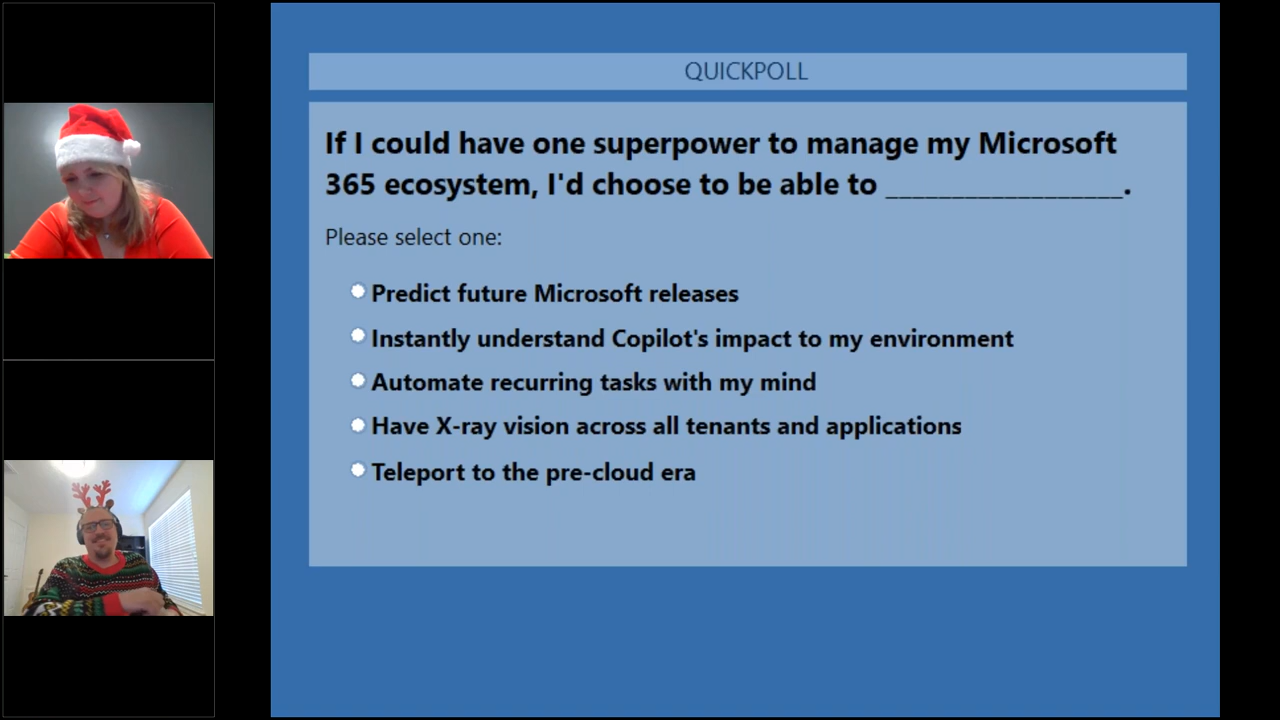 QUICKPOLL
If I could have one superpower to manage my Microsoft
365 ecosystem, I'd choose to be able to __________________.
Please select one:
Predict future Microsoft releases
Instantly understand Copilot's impact to my environment
Automate recurring tasks with my mind
Have X-ray vision across all tenants and applications
Teleport to the pre-cloud era